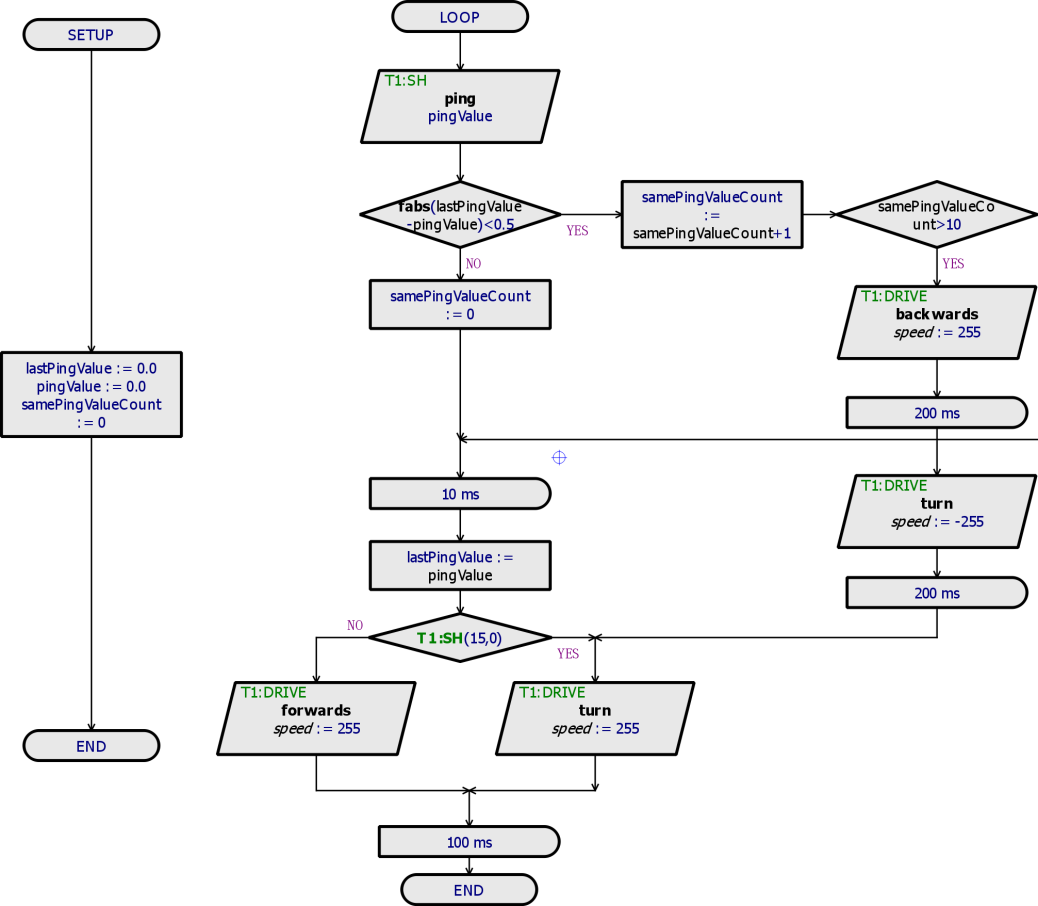 SETUP
lastPingValue := 0.0
pingValue := 0.0
samePingValueCount
:= 0
END
LOOP
T1:SH
ping
pingValue
fabs(lastPingValue
-pingValue)<0.5
YES
NO
samePingValueCount
:=
samePingValueCount+1
samePingValueCo
unt>10
YES
samePingValueCount
:= 0
T1:DRIVE
backwards
speed := 255
200 ms
T1:DRIVE
turn
speed := -255
200 ms
10 ms
lastPingValue :=
pingValue
T1:SH(15,0)
NO
YES
T1:DRIVE
forwards
speed := 255
T1:DRIVE
turn
speed := 255
100 ms
END